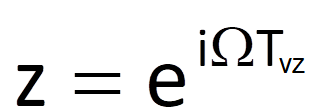 z = e^{iΩT_{vz}}